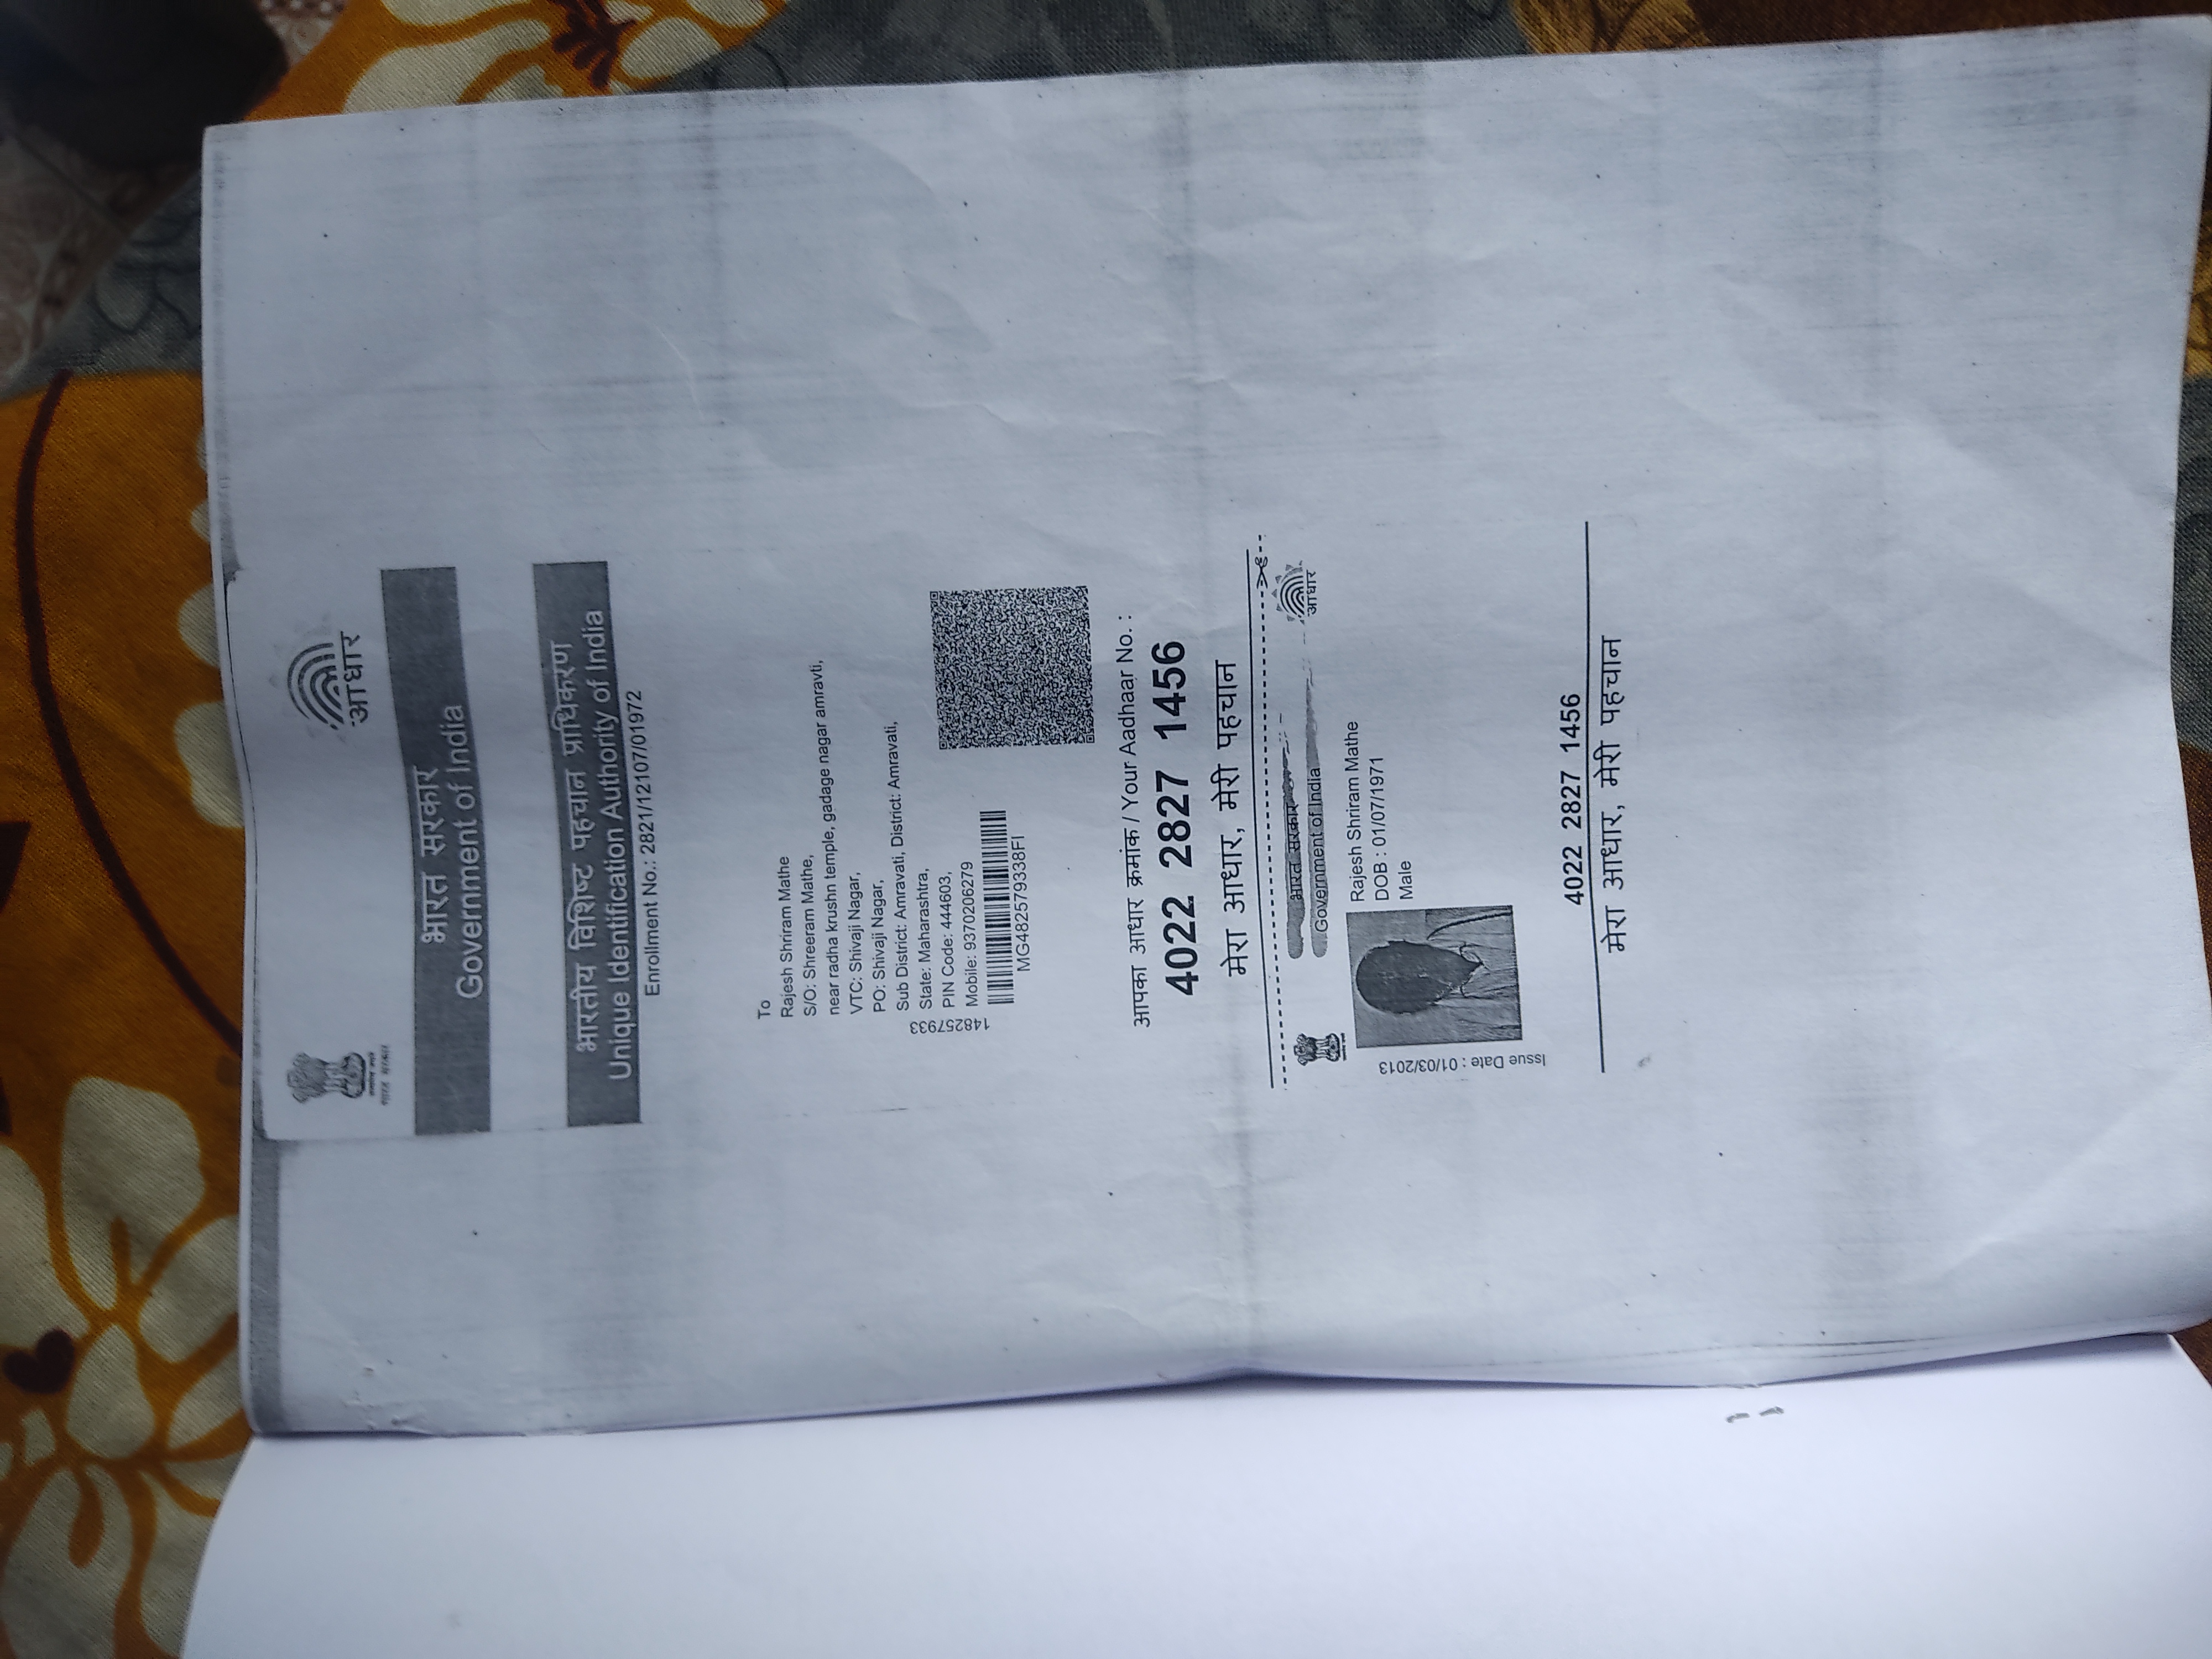 आधार
भारत सरकार
Government of India
भारतीय विशिष्ट पहचान प्राधिकरण
Unique Identification Authority of India
Enrollment No.: 2821/12107/01972
To
Rajesh Shriram Mathe
S/O: Shreeram Mathe,
near radha krushn temple, gadage nagar amravti,
VTC: Shivaji Nagar,
PO: Shivaji Nagar,
Sub District: Amravati, District: Amravati,
State: Maharashtra,
PIN Code: 444603,
Mobile: 9370206279
148257933
MG482579338FI
आपका आधार क्रमांक / Your Aadhaar No. :
4022 2827 1456
मेरा आधार, मेरी पहचान
भारत सरकार
Government of India
आधार
Issue Date : 01/03/2013
Rajesh Shriram Mathe
DOB : 01/07/1971
Male
4022 2827 1456
मेरा आधार, मेरी पहचान